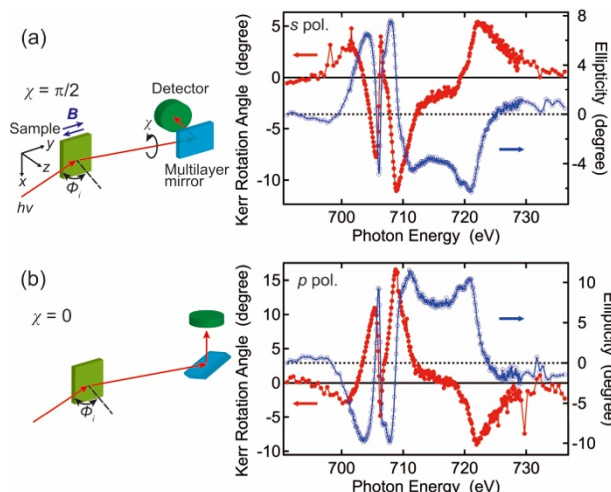 (a)
χ = π/2
B
Sample
y
x
z
hν
Φi
Detector
χ
Multilayer
mirror
s pol.
Kerr Rotation Angle (degree)
5
0
-5
-10
Ellipticity (degree)
8
4
0
-4
700
710
720
730
Photon Energy (eV)
(b)
χ = 0
Φi
p pol.
Kerr Rotation Angle (degree)
15
10
5
0
-5
-10
Ellipticity (degree)
10
5
0
-5
-10
700
710
720
730
Photon Energy (eV)